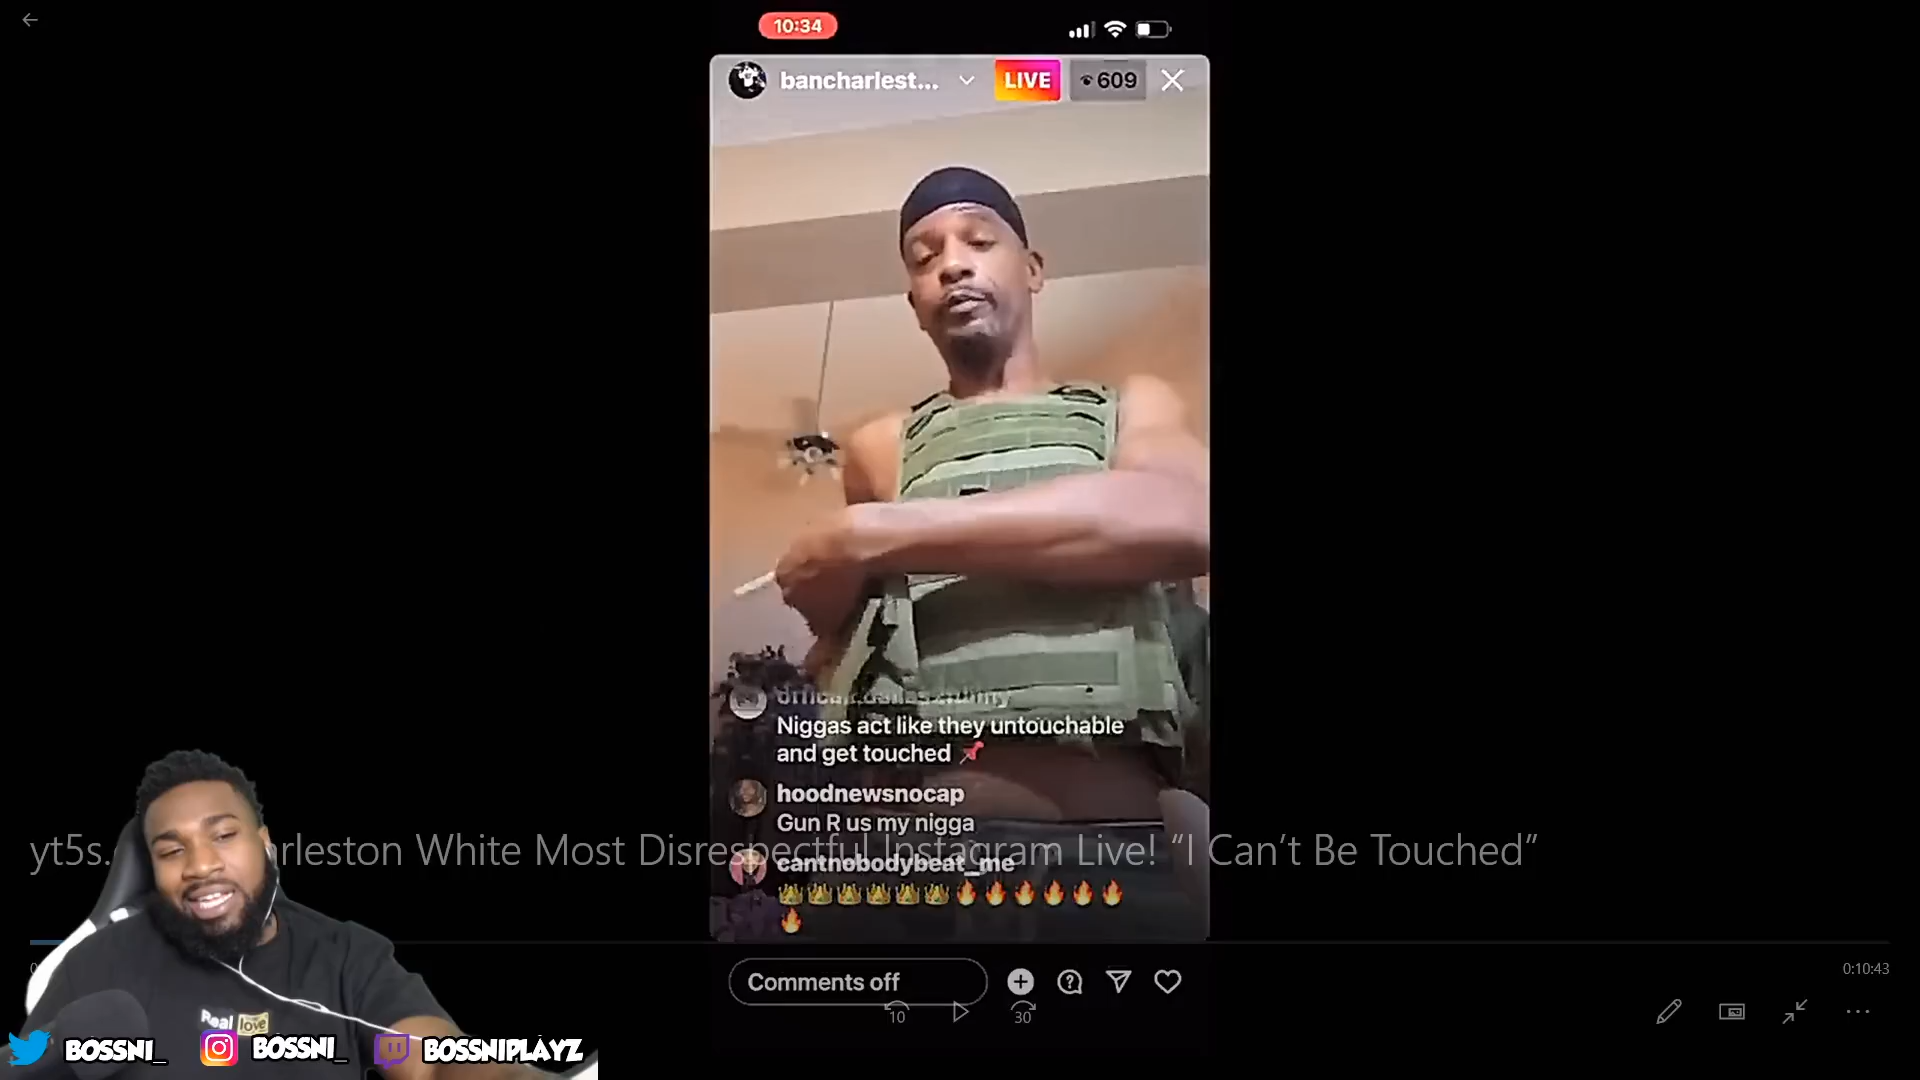 10:34
bancharlest...
LIVE
609
Niggas act like they untouchable
and get touched
hoodnewsnocap
Gun R us my nigga
yt5s. rleston White Most Disrespectful Instagram Live! “I Can’t Be Touched”
cantnobodybeat_me
0:10:43
Comments off
10
30
Real love
BOSSNI_
BOSSNI_
BOSSNIPLAYZ